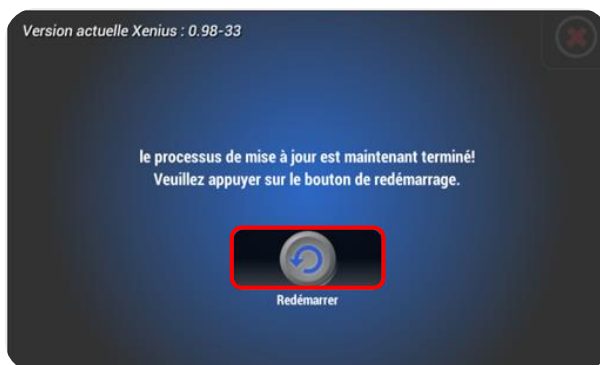 Version actuelle Xenius : 0.98-33
le processus de mise à jour est maintenant terminé!
Veuillez appuyer sur le bouton de redémarrage.
Redémarrer